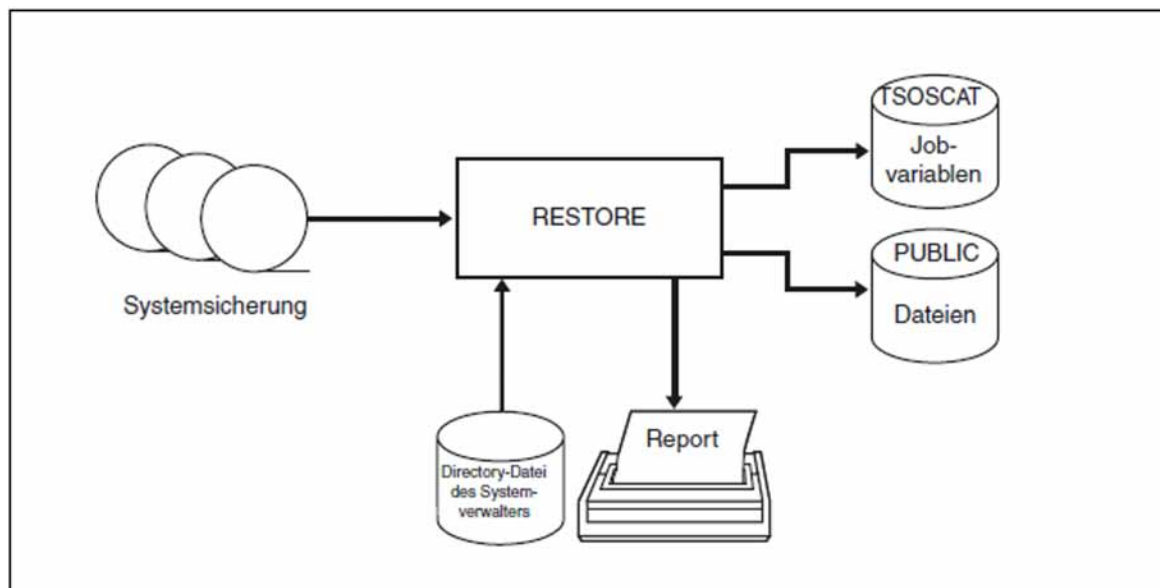 TSOSCAT
Job-
variablen
RESTORE
PUBLIC
Dateien
Systemsicherung
Report
Directory-Datei
des System-
verwalters